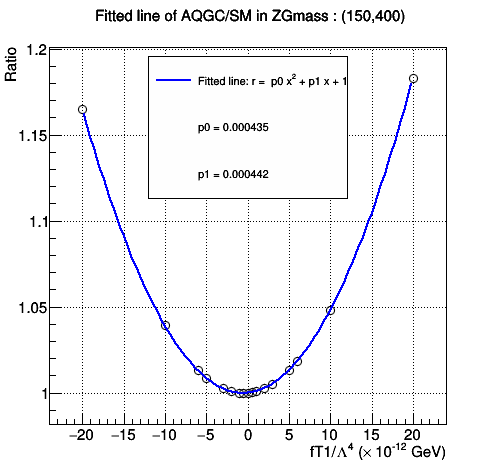 Fitted line of AQGC/SM in ZGmass : (150,400)
Ratio
1.2
1.15
1.1
1.05
1
Fitted line: r = p0 x² + p1 x + 1
p0 = 0.000435
p1 = 0.000442
−20 −15 −10 −5 0 5 10 15 20
fT1/Λ⁴ (× 10⁻¹² GeV)